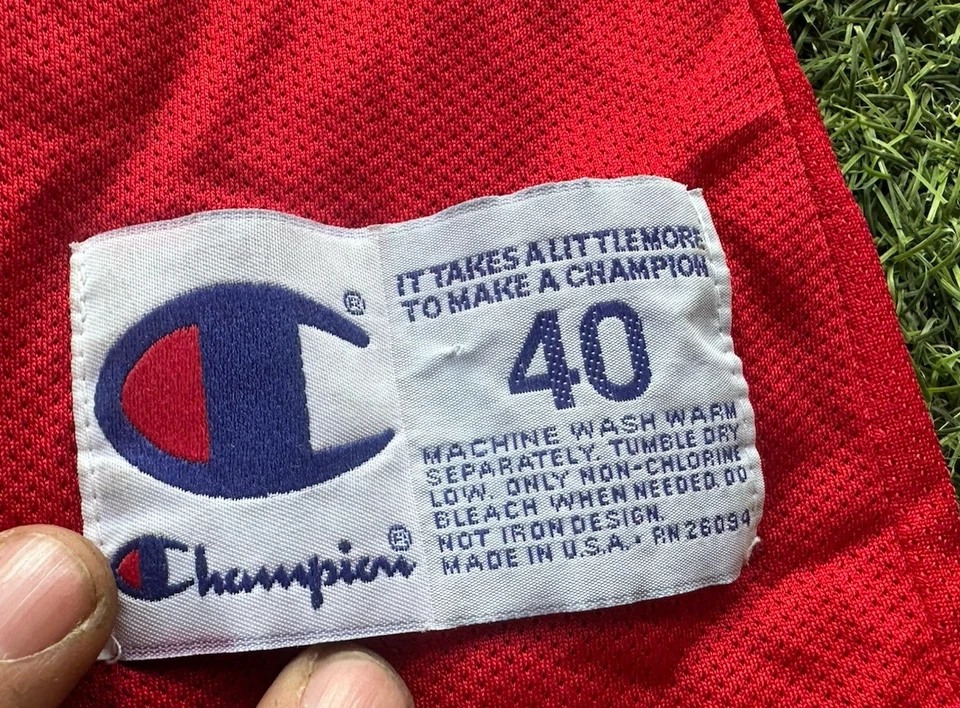 ®
Champion®
IT TAKES A LITTLE MORE
TO MAKE A CHAMPION
40
MACHINE WASH WARM
SEPARATELY. TUMBLE DRY
LOW. ONLY NON-CHLORINE
BLEACH WHEN NEEDED. DO
NOT IRON DESIGN.
MADE IN U.S.A. • RN 26094